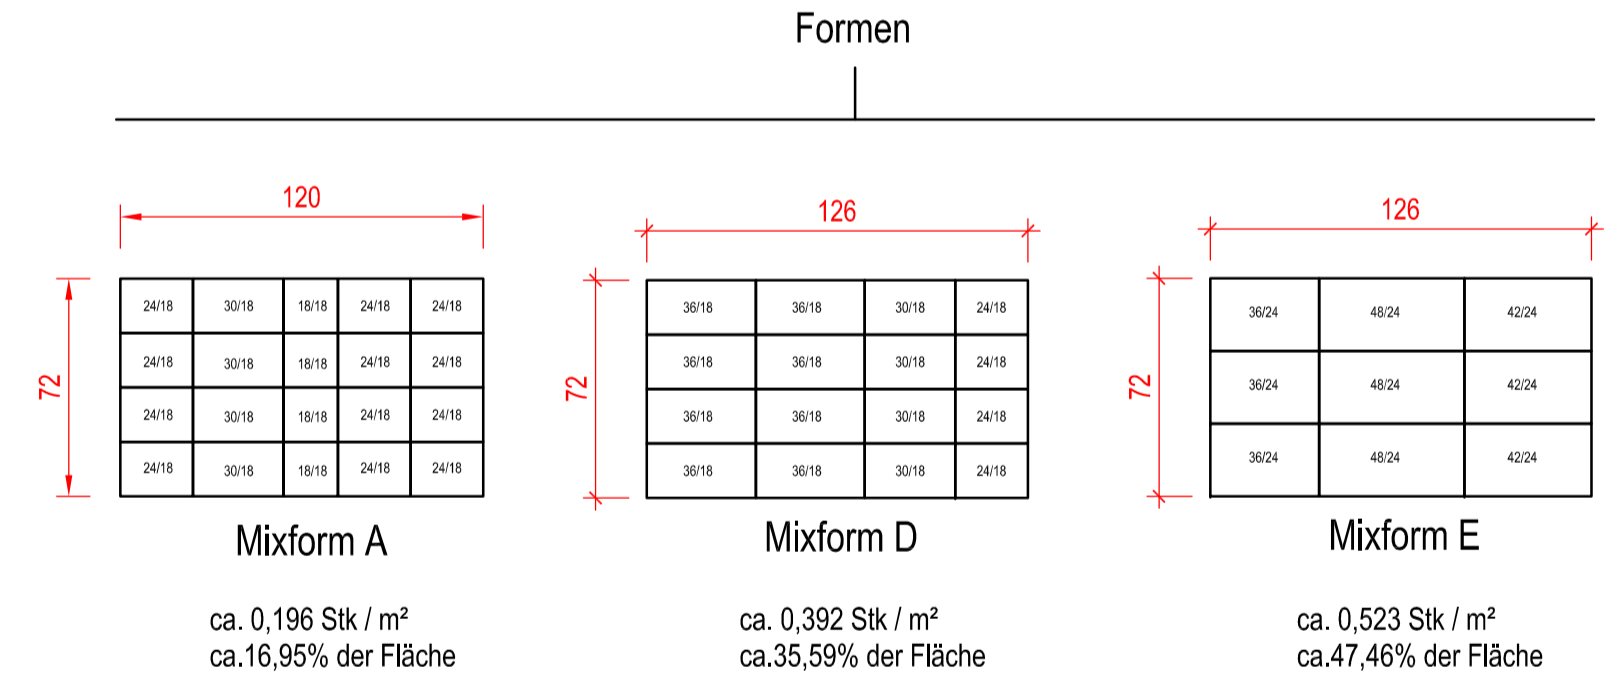 Formen
120
72
24/18 30/18 18/18 24/18 24/18
24/18 30/18 18/18 24/18 24/18
24/18 30/18 18/18 24/18 24/18
24/18 30/18 18/18 24/18 24/18
Mixform A
ca. 0,196 Stk / m²
ca.16,95% der Fläche
126
72
36/18 36/18 30/18 24/18
36/18 36/18 30/18 24/18
36/18 36/18 30/18 24/18
36/18 36/18 30/18 24/18
Mixform D
ca. 0,392 Stk / m²
ca.35,59% der Fläche
126
72
36/24 48/24 42/24
36/24 48/24 42/24
36/24 48/24 42/24
Mixform E
ca. 0,523 Stk / m²
ca.47,46% der Fläche